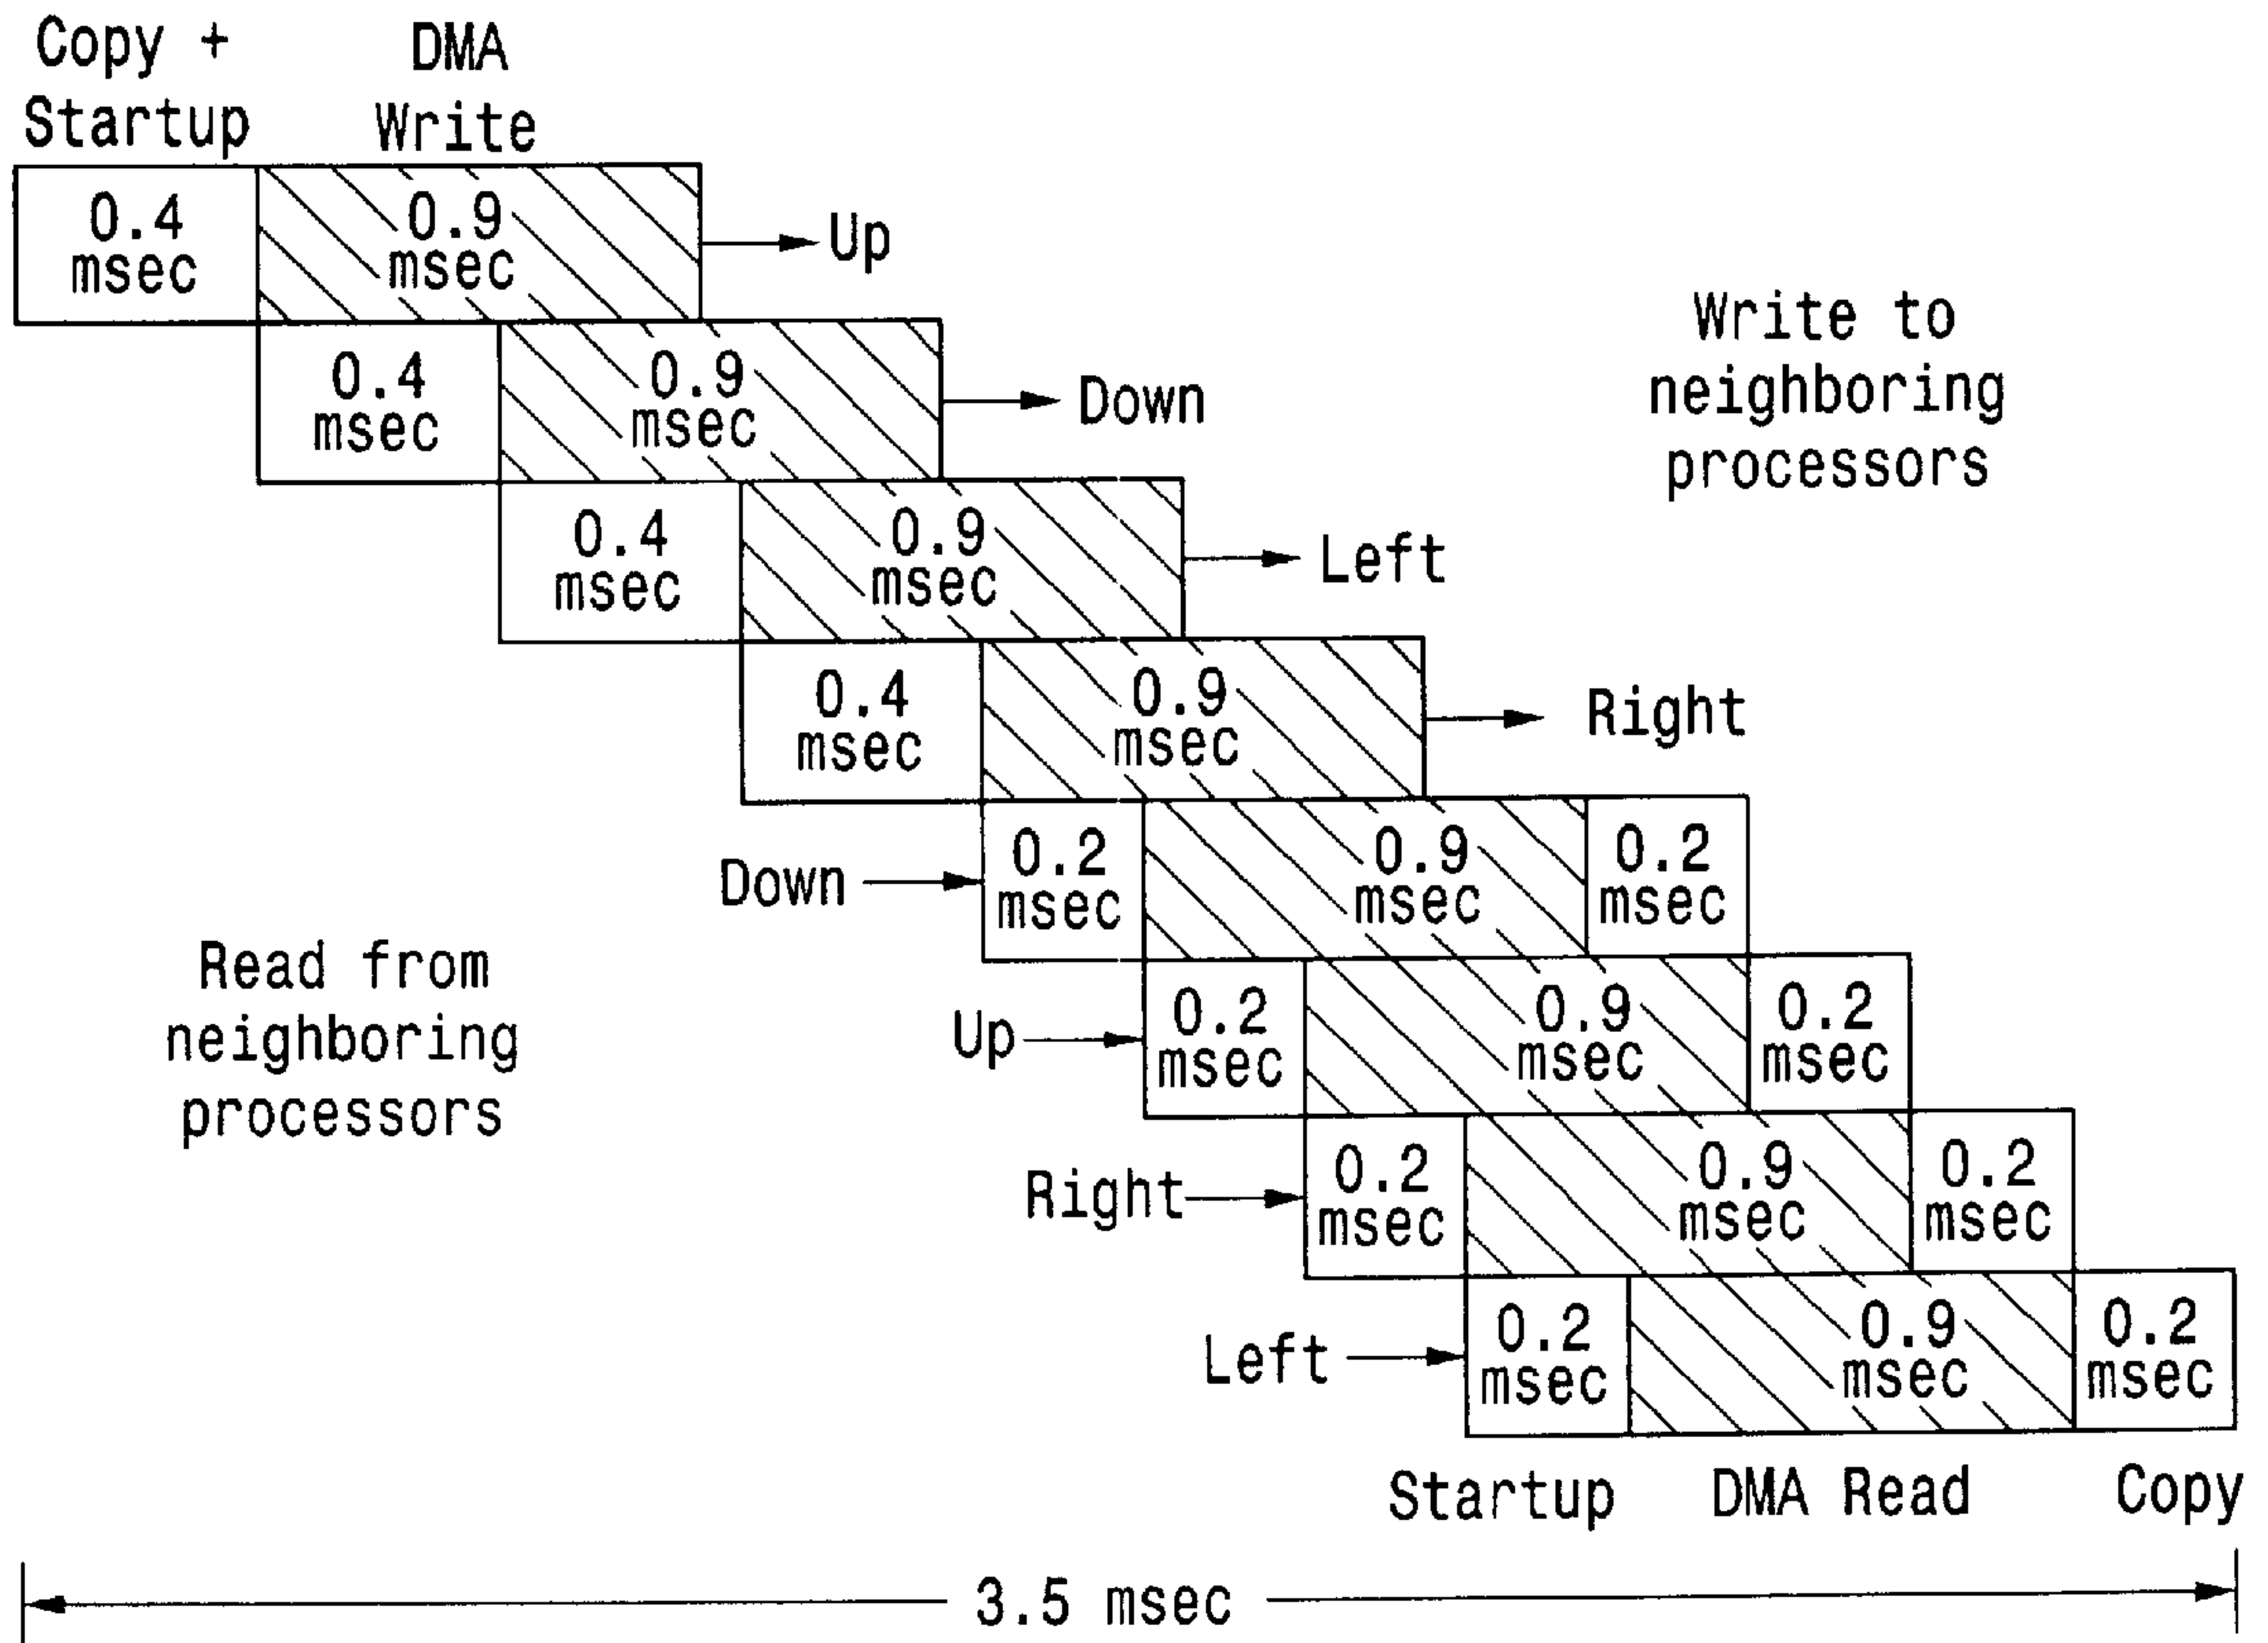 Copy +
Startup
DMA
Write
0.4
msec
0.9
msec
Up
0.4
msec
0.9
msec
Down
Write to
neighboring
processors
0.4
msec
0.9
msec
Left
0.4
msec
0.9
msec
Right
Down
0.2
msec
0.9
msec
0.2
msec
Read from
neighboring
processors
Up
0.2
msec
0.9
msec
0.2
msec
Right
0.2
msec
0.9
msec
0.2
msec
Left
0.2
msec
0.9
msec
0.2
msec
Startup
DMA Read
Copy
3.5 msec